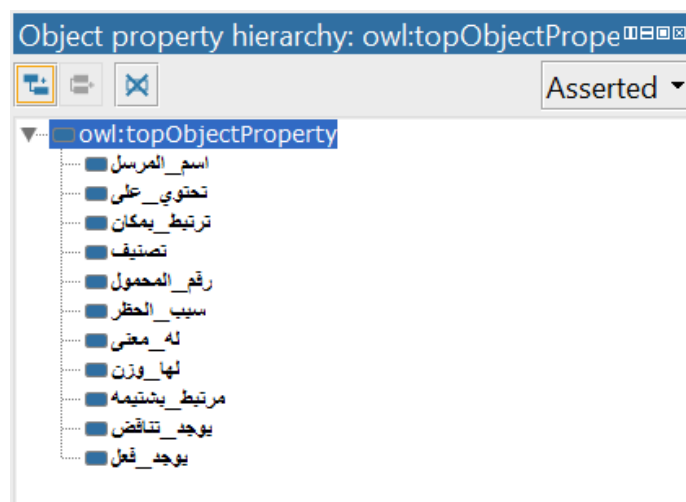 Object property hierarchy: owl:topObjectPrope
Asserted
owl:topObjectProperty
اسم_المرسل
تحتوي_على
ترتبط_بمكان
تصنيف
رقم_المحمول
سبب_الحظر
له_معنى
لها_وزن
مرتبط_بشتيمه
يوجد_تناقض
يوجد_فعل